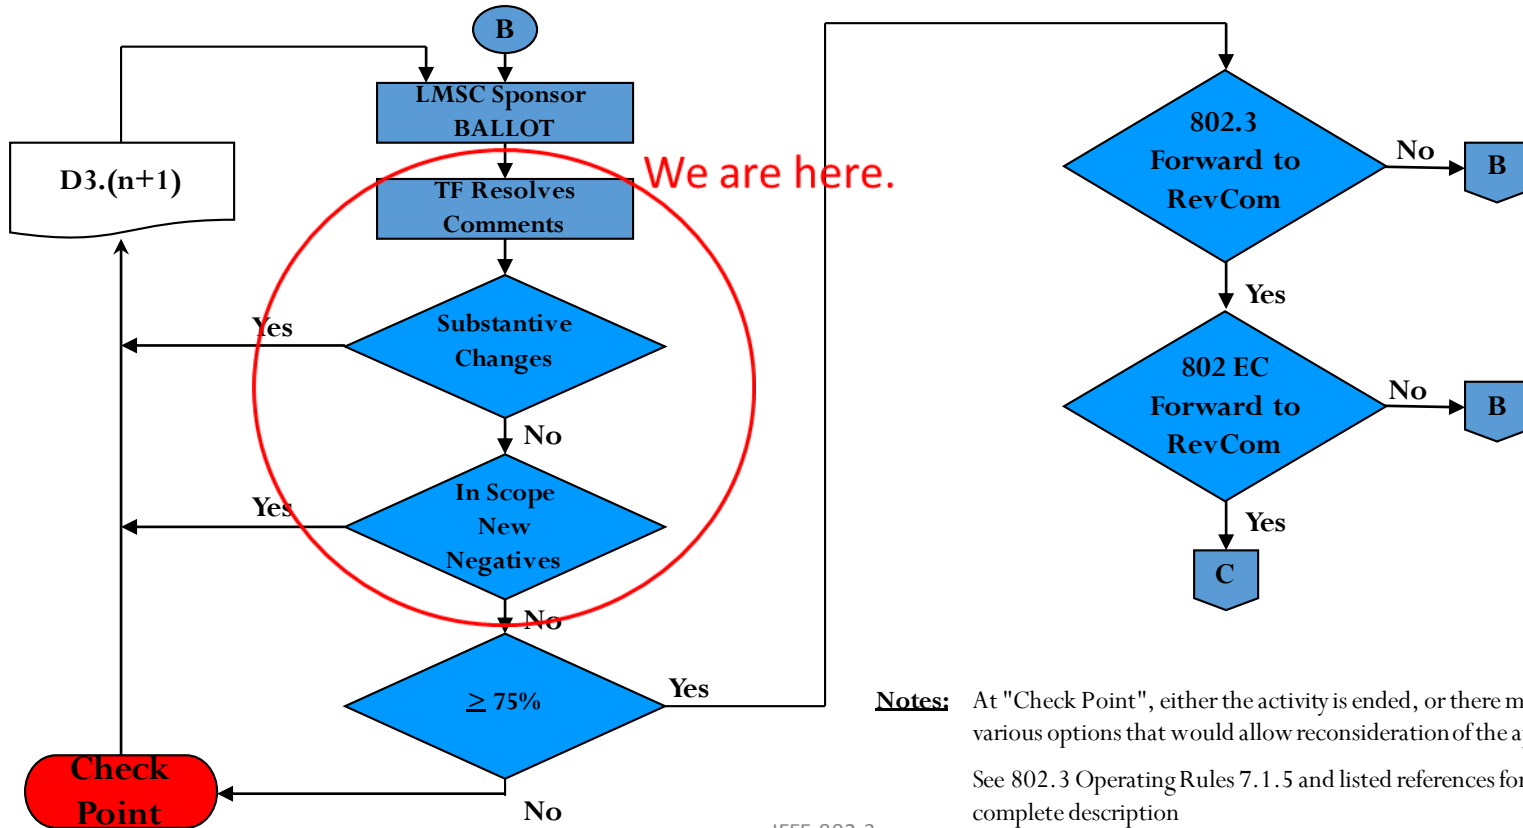 B
LMSC Sponsor
BALLOT
D3.(n+1)
We are here.
TF Resolves
Comments
Substantive
Changes
Yes
No
In Scope
New
Negatives
Yes
No
≥ 75%
Yes
No
Check
Point
802.3
Forward to
RevCom
No
B
Yes
802 EC
Forward to
RevCom
No
B
Yes
C
Notes: At "Check Point", either the activity is ended, or there m
various options that would allow reconsideration of the a
See 802.3 Operating Rules 7.1.5 and listed references for
complete description